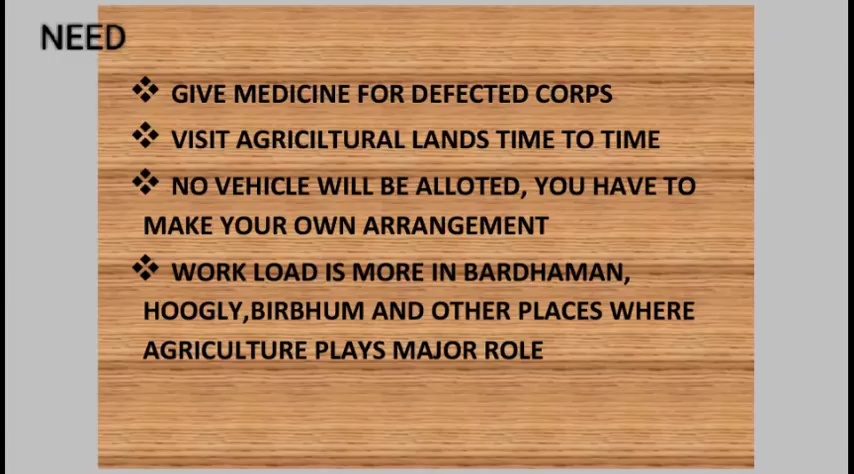 NEED
❖ GIVE MEDICINE FOR DEFECTED CORPS
❖ VISIT AGRICILTURAL LANDS TIME TO TIME
❖ NO VEHICLE WILL BE ALLOTED, YOU HAVE TO
MAKE YOUR OWN ARRANGEMENT
❖ WORK LOAD IS MORE IN BARDHAMAN,
HOOGLY,BIRBHUM AND OTHER PLACES WHERE
AGRICULTURE PLAYS MAJOR ROLE